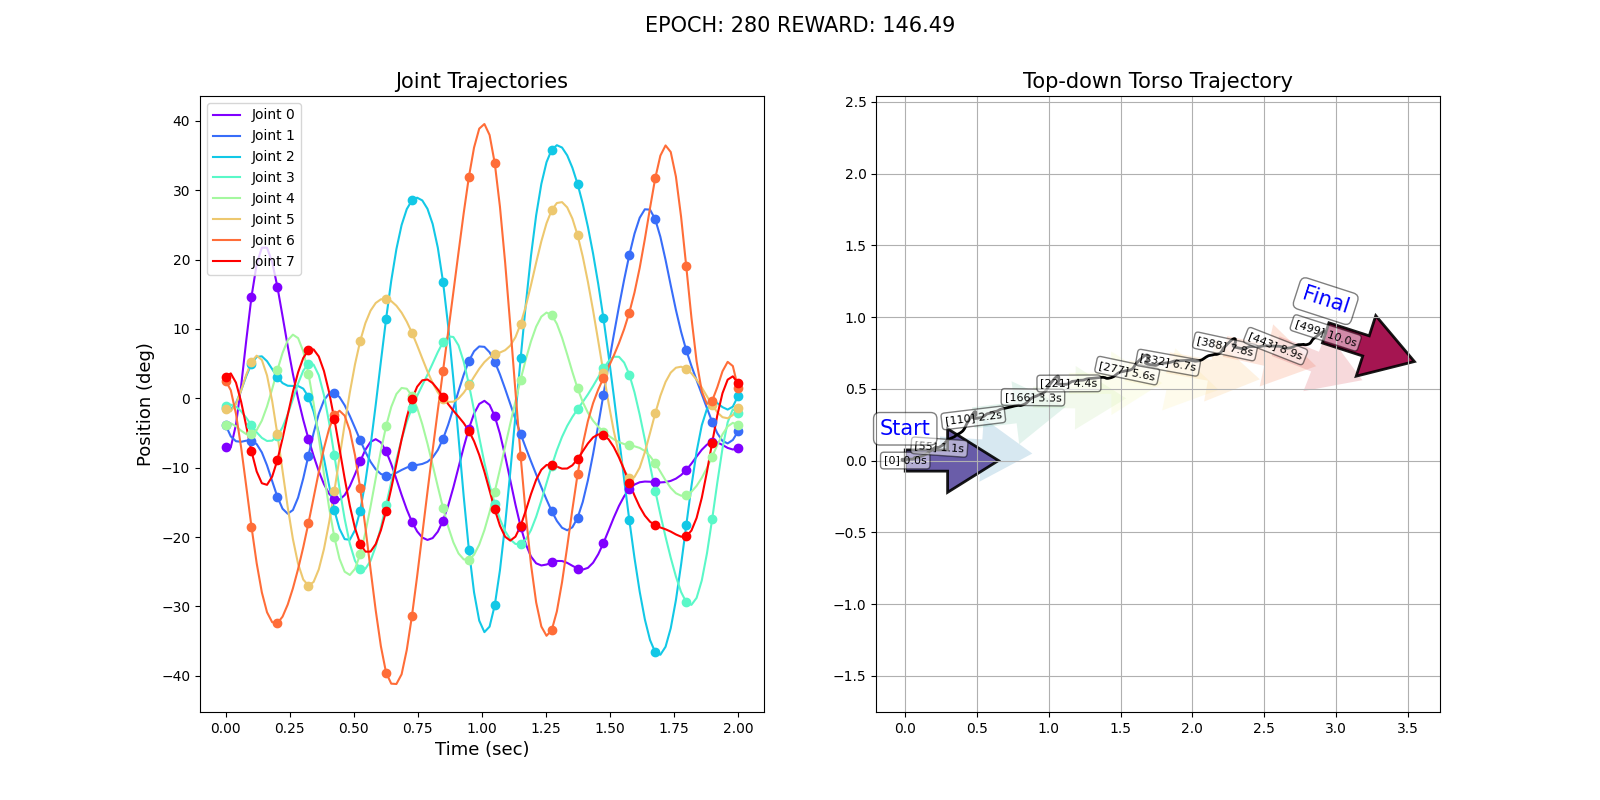 EPOCH: 280 REWARD: 146.49
Joint Trajectories
Joint 0
Joint 1
Joint 2
Joint 3
Joint 4
Joint 5
Joint 6
Joint 7
40
30
20
10
0
−10
−20
−30
−40
Position (deg)
0.00 0.25 0.50 0.75 1.00 1.25 1.50 1.75 2.00
Time (sec)
Top-down Torso Trajectory
2.5
2.0
1.5
1.0
0.5
0.0
−0.5
−1.0
−1.5
Start
Final
[0] 0.0s
[55] 1.1s
[110] 2.2s
[166] 3.3s
[221] 4.4s
[277] 5.6s
[332] 6.7s
[388] 7.8s
[443] 8.9s
[499] 10.0s
0.0 0.5 1.0 1.5 2.0 2.5 3.0 3.5